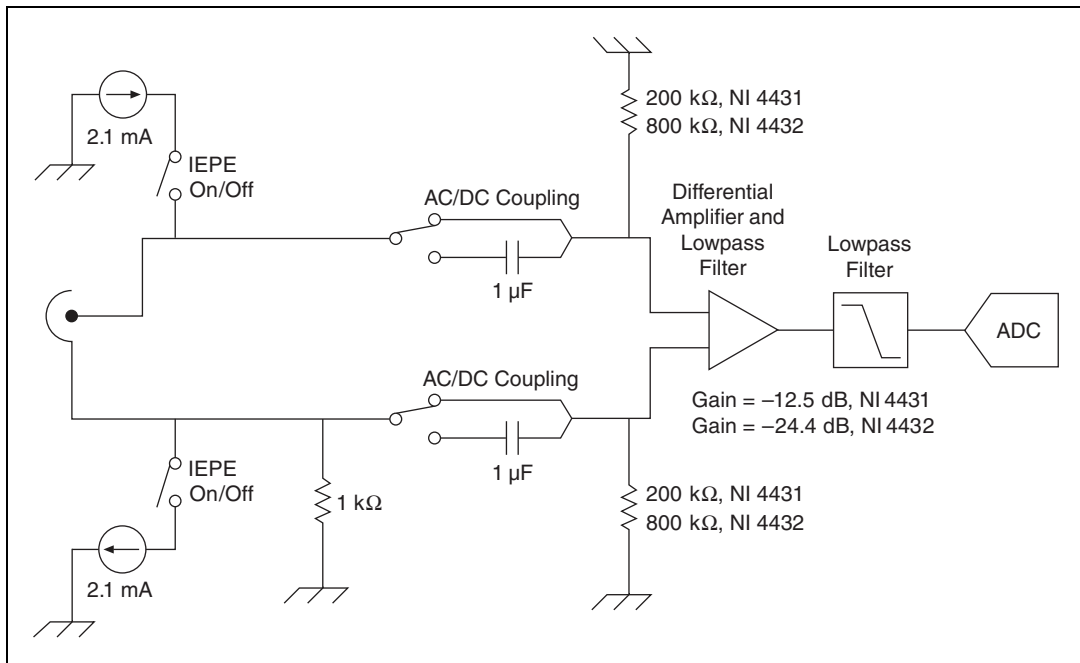 200 kΩ, NI 4431
800 kΩ, NI 4432
2.1 mA
IEPE
On/Off
AC/DC Coupling
1 µF
Differential
Amplifier and
Lowpass
Filter
Lowpass
Filter
ADC
AC/DC Coupling
1 µF
Gain = –12.5 dB, NI 4431
Gain = –24.4 dB, NI 4432
IEPE
On/Off
1 kΩ
200 kΩ, NI 4431
800 kΩ, NI 4432
2.1 mA